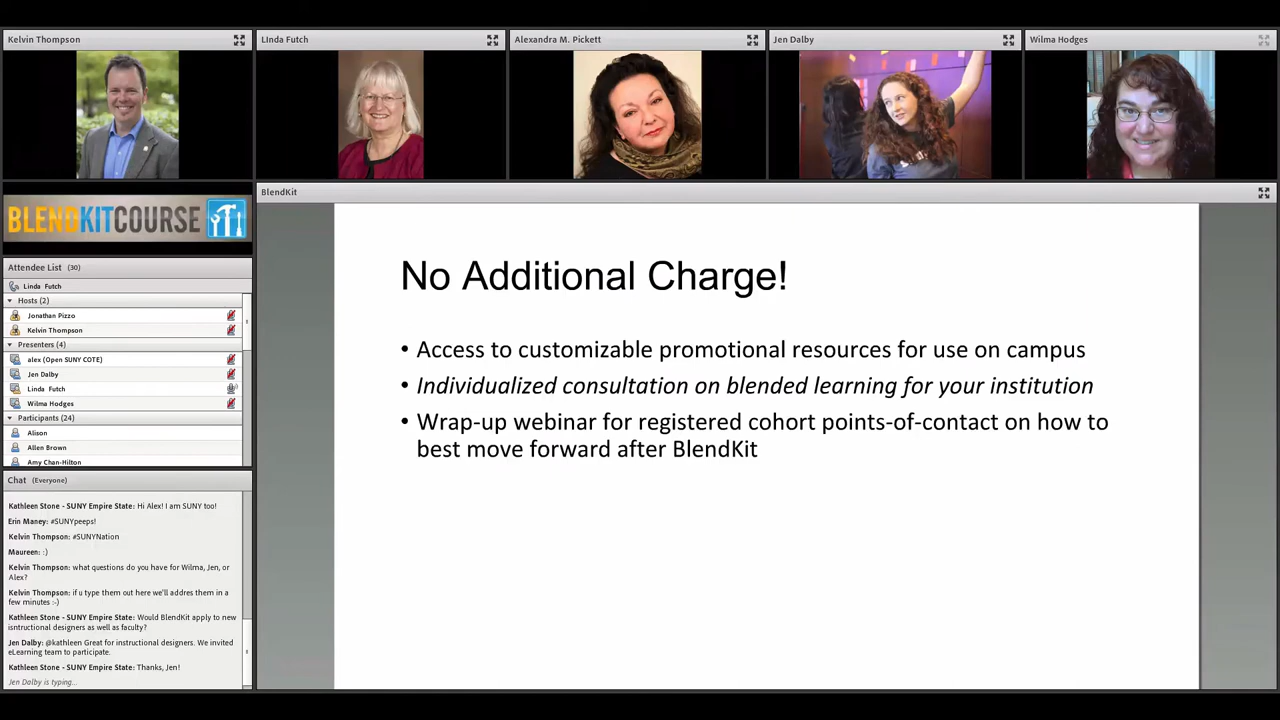 Kelvin Thompson
LInda Futch
Alexandra M. Pickett
Jen Dalby
Wilma Hodges
BLENDKITCOURSE
BlendKit
No Additional Charge!
• Access to customizable promotional resources for use on campus
• Individualized consultation on blended learning for your institution
• Wrap-up webinar for registered cohort points-of-contact on how to
best move forward after BlendKit
Attendee List (30)
Linda Futch
Hosts (2)
Jonathan Pizzo
Kelvin Thompson
Presenters (4)
alex (Open SUNY COTE)
Jen Dalby
Linda Futch
Wilma Hodges
Participants (24)
Alison
Allen Brown
Amy Chan-Hilton
Chat (Everyone)
Kathleen Stone - SUNY Empire State: Hi Alex! I am SUNY too!
Erin Maney: #SUNYpeeps!
Kelvin Thompson: #SUNYNation
Maureen: :)
Kelvin Thompson: what questions do you have for Wilma, Jen, or
Alex?
Kelvin Thompson: if u type them out here we'll addres them in a
few minutes :-)
Kathleen Stone - SUNY Empire State: Would BlendKit apply to new
isntructional designers as well as faculty?
Jen Dalby: @kathleen Great for instructional designers. We invited
eLearning team to participate.
Kathleen Stone - SUNY Empire State: Thanks, Jen!
Jen Dalby is typing...